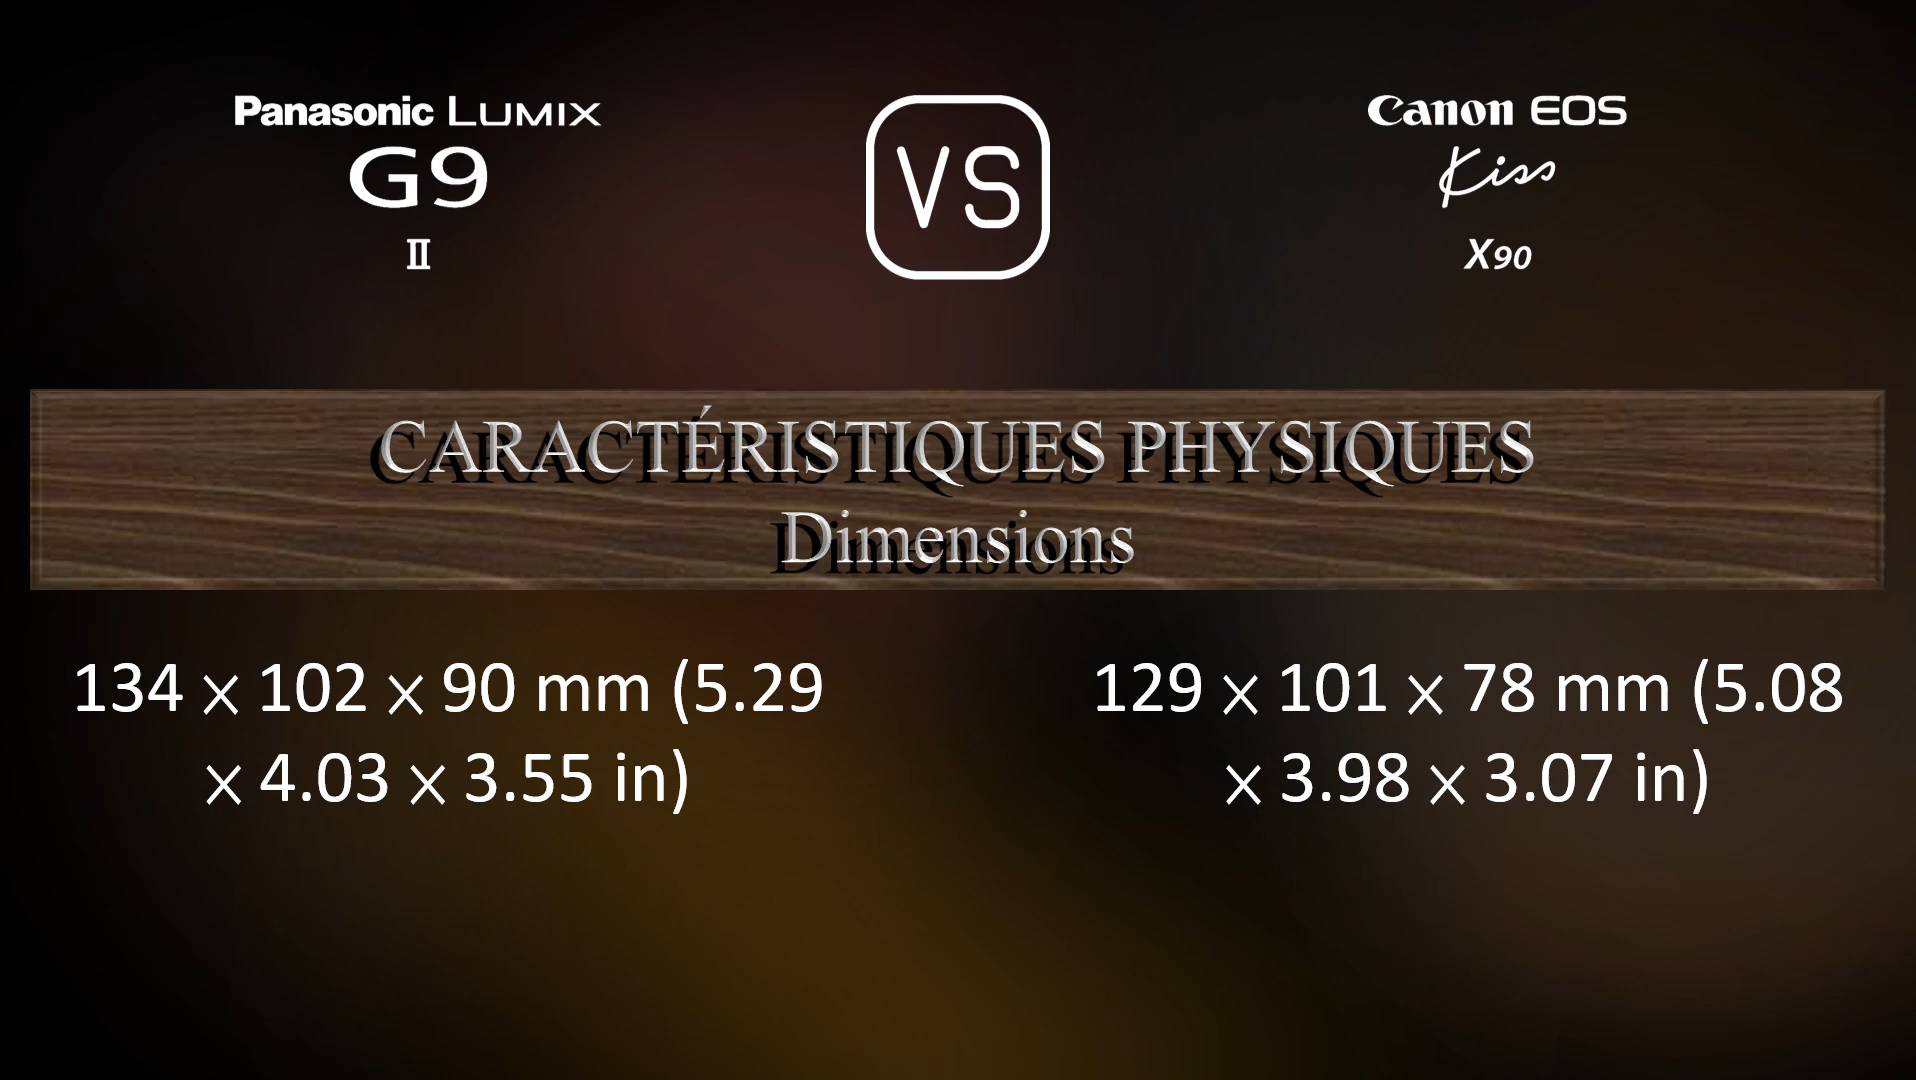 Panasonic LUMIX
G9
II
VS
Canon EOS
Kiss
X90
CARACTÉRISTIQUES PHYSIQUES
Dimensions
134 x 102 x 90 mm (5.29
x 4.03 x 3.55 in)
129 x 101 x 78 mm (5.08
x 3.98 x 3.07 in)